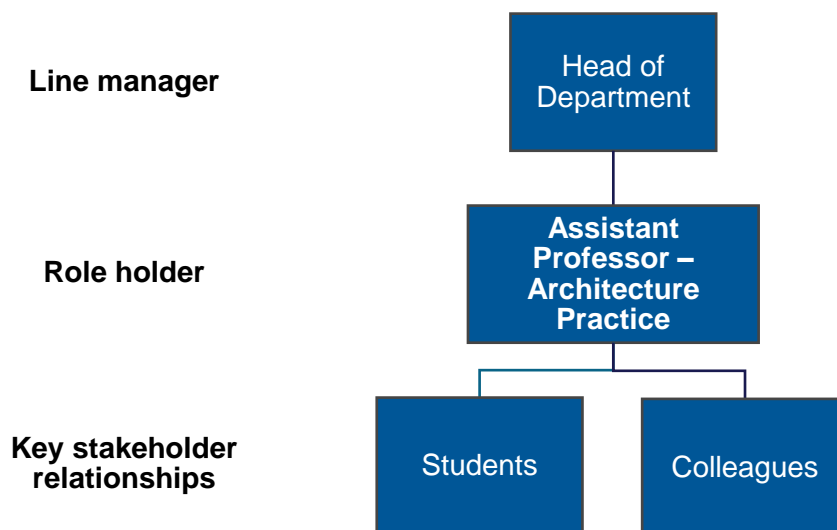 Line manager
Head of
Department
Role holder
Assistant
Professor –
Architecture
Practice
Key stakeholder
relationships
Students
Colleagues